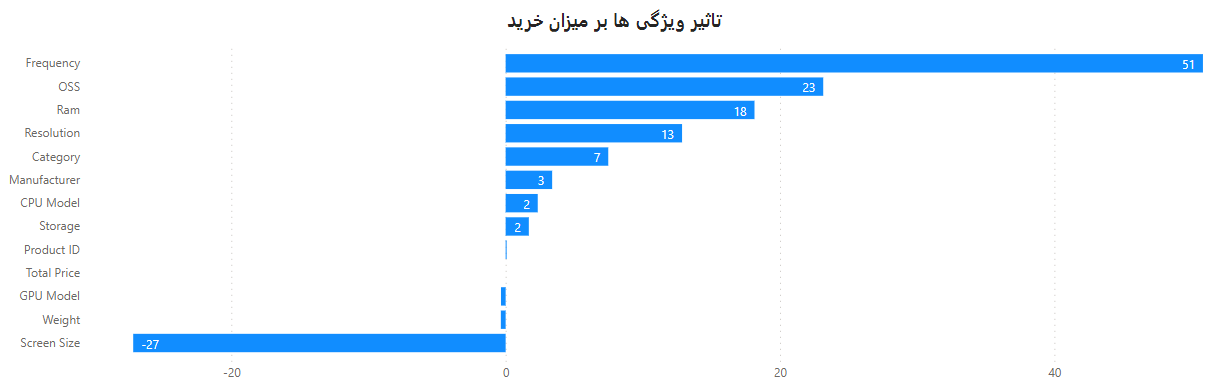 تاثیر ویژگی ها بر میزان خرید
Frequency 51
OSS 23
Ram 18
Resolution 13
Category 7
Manufacturer 3
CPU Model 2
Storage 2
Product ID
Total Price
GPU Model
Weight
Screen Size -27
-20 0 20 40